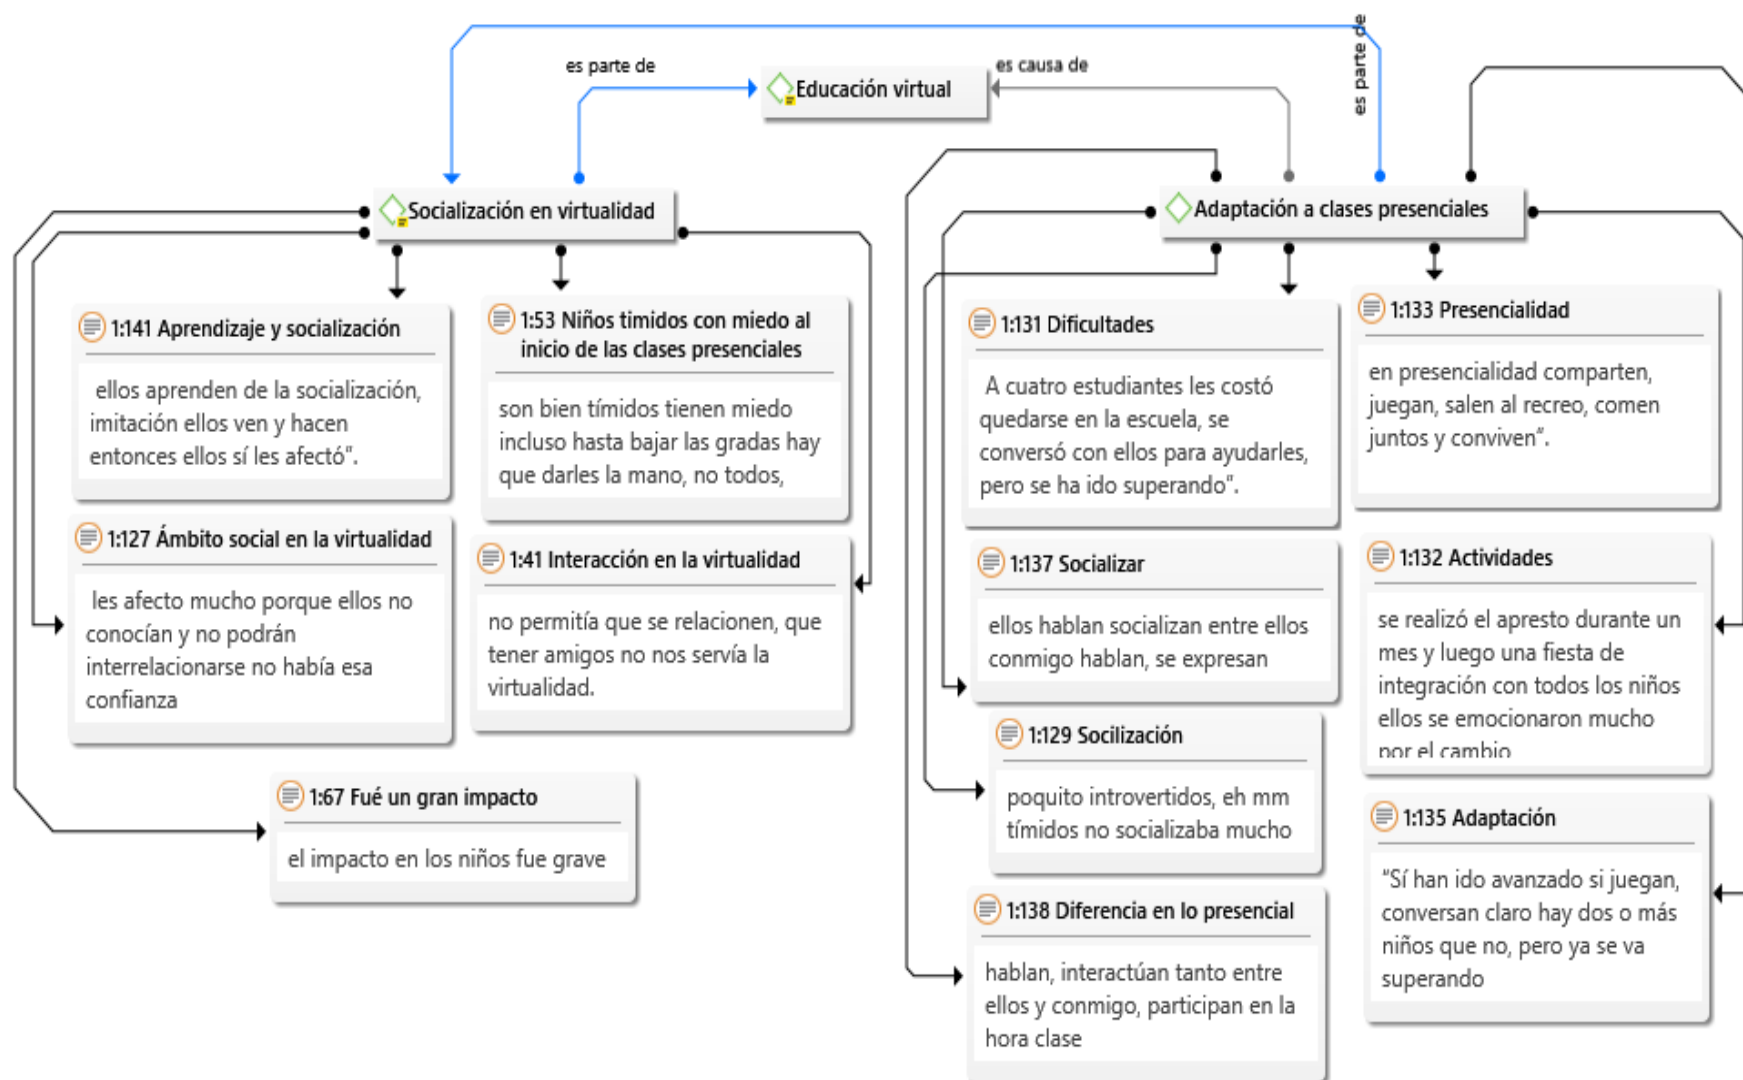 es parte de
Educación virtual
es causa de
es parte de
Socialización en virtualidad
Adaptación a clases presenciales
1:141 Aprendizaje y socialización
ellos aprenden de la socialización,
imitación ellos ven y hacen
entonces ellos sí les afectó”.
1:53 Niños timidos con miedo al
inicio de las clases presenciales
son bien tímidos tienen miedo
incluso hasta bajar las gradas hay
que darles la mano, no todos,
1:127 Ámbito social en la virtualidad
les afecto mucho porque ellos no
conocían y no podrán
interrelacionarse no había esa
confianza
1:41 Interacción en la virtualidad
no permitía que se relacionen, que
tener amigos no nos servía la
virtualidad.
1:67 Fué un gran impacto
el impacto en los niños fue grave
1:131 Dificultades
A cuatro estudiantes les costó
quedarse en la escuela, se
conversó con ellos para ayudarles,
pero se ha ido superando”.
1:133 Presencialidad
en presencialidad comparten,
juegan, salen al recreo, comen
juntos y conviven”.
1:137 Socializar
ellos hablan socializan entre ellos
conmigo hablan, se expresan
1:132 Actividades
se realizó el apresto durante un
mes y luego una fiesta de
integración con todos los niños
ellos se emocionaron mucho
por el cambio
1:129 Socilización
poquito introvertidos, eh mm
tímidos no socializaba mucho
1:135 Adaptación
“Sí han ido avanzado si juegan,
conversan claro hay dos o más
niños que no, pero ya se va
superando
1:138 Diferencia en lo presencial
hablan, interactúan tanto entre
ellos y conmigo, participan en la
hora clase